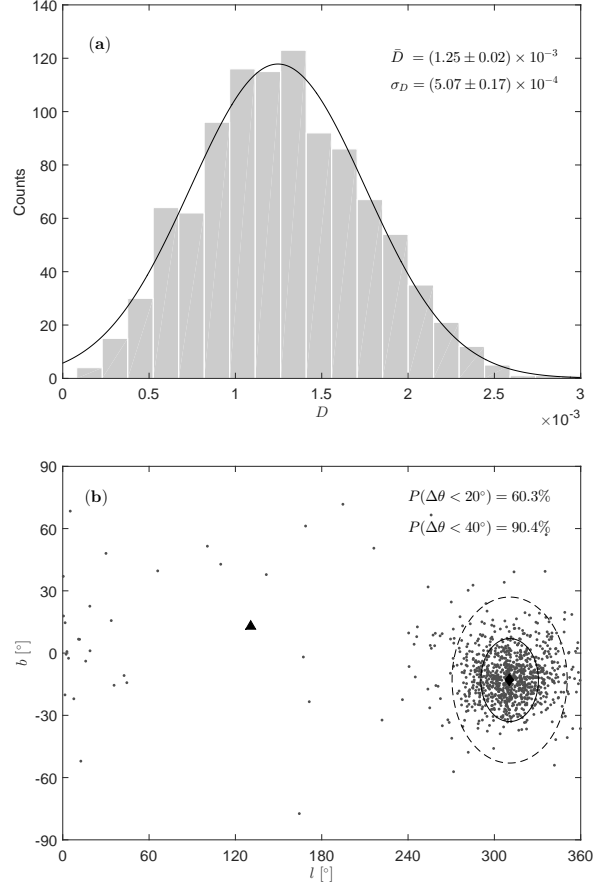 140
120
100
80
60
40
20
0
Counts
(a)
D̄ = (1.25 ± 0.02) × 10⁻³
σ_D = (5.07 ± 0.17) × 10⁻⁴
0 0.5 1 1.5 2 2.5 3
D
×10⁻³
90
60
30
0
-30
-60
-90
b [°]
(b)
P(Δθ < 20°) = 60.3%
P(Δθ < 40°) = 90.4%
0 60 120 180 240 300 360
l [°]